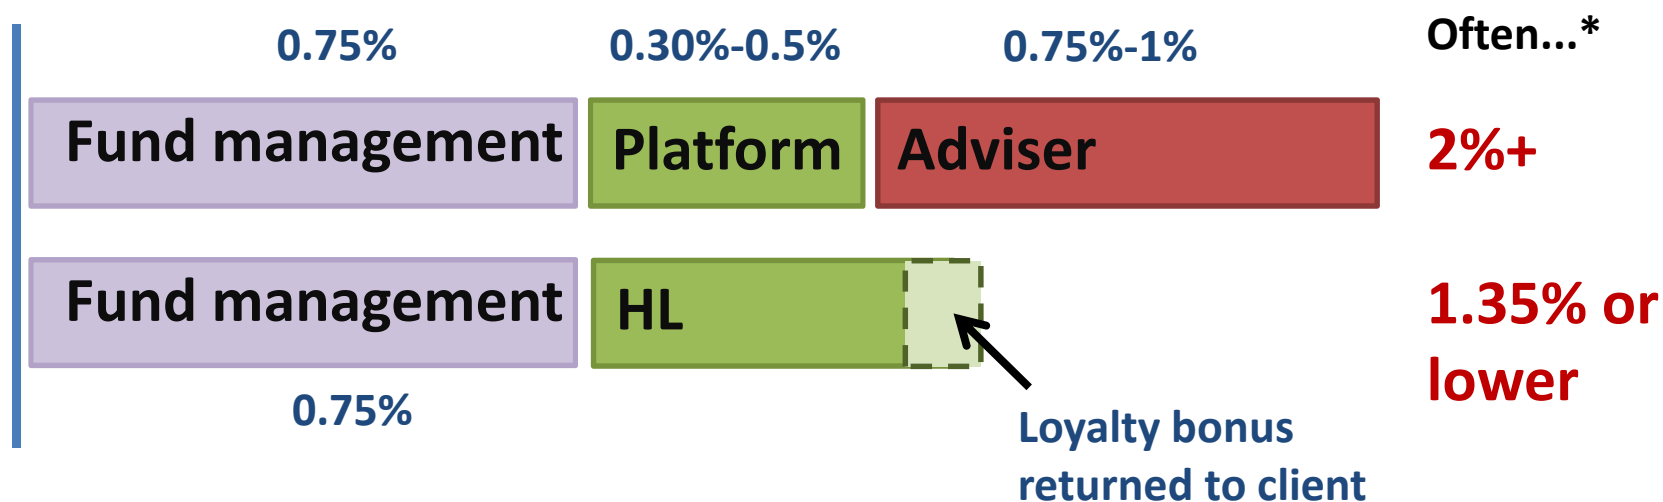 0.75%
0.30%-0.5%
0.75%-1%
Often...*
Fund management
Platform
Adviser
2%+
Fund management
HL
1.35% or
lower
0.75%
Loyalty bonus
returned to client